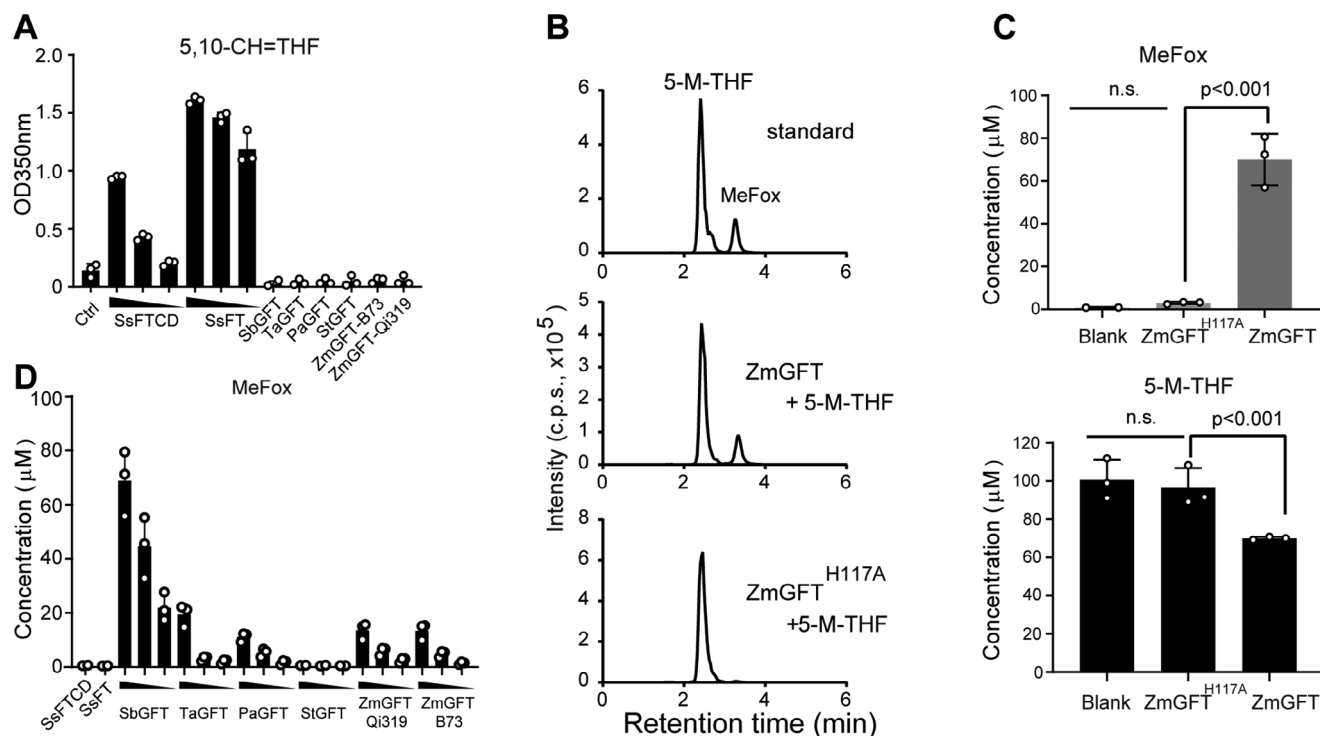 A
5,10-CH=THF
OD350nm
2.0
1.5
1.0
0.5
0
Ctrl
SsFTCD
SsFT
SbGFT
TaGFT
PaGFT
StGFT
ZmGFT-B73
ZmGFT-Qi319
B
5-M-THF
standard
MeFox
6
4
2
0
0 2 4 6
ZmGFT
+ 5-M-THF
5
4
3
2
1
0
0 2 4 6
ZmGFT H117A
+5-M-THF
8
6
4
2
0
0 2 4 6
Intensity (c.p.s., x10⁵)
Retention time (min)
C
MeFox
n.s.
p<0.001
Concentration (µM)
100
80
60
40
20
0
Blank ZmGFT H117A ZmGFT
5-M-THF
n.s.
p<0.001
Concentration (µM)
120
100
80
60
40
20
0
Blank ZmGFT H117A ZmGFT
D
MeFox
Concentration (µM)
100
80
60
40
20
0
SsFTCD
SsFT
SbGFT
TaGFT
PaGFT
StGFT
ZmGFT
Qi319
ZmGFT
B73